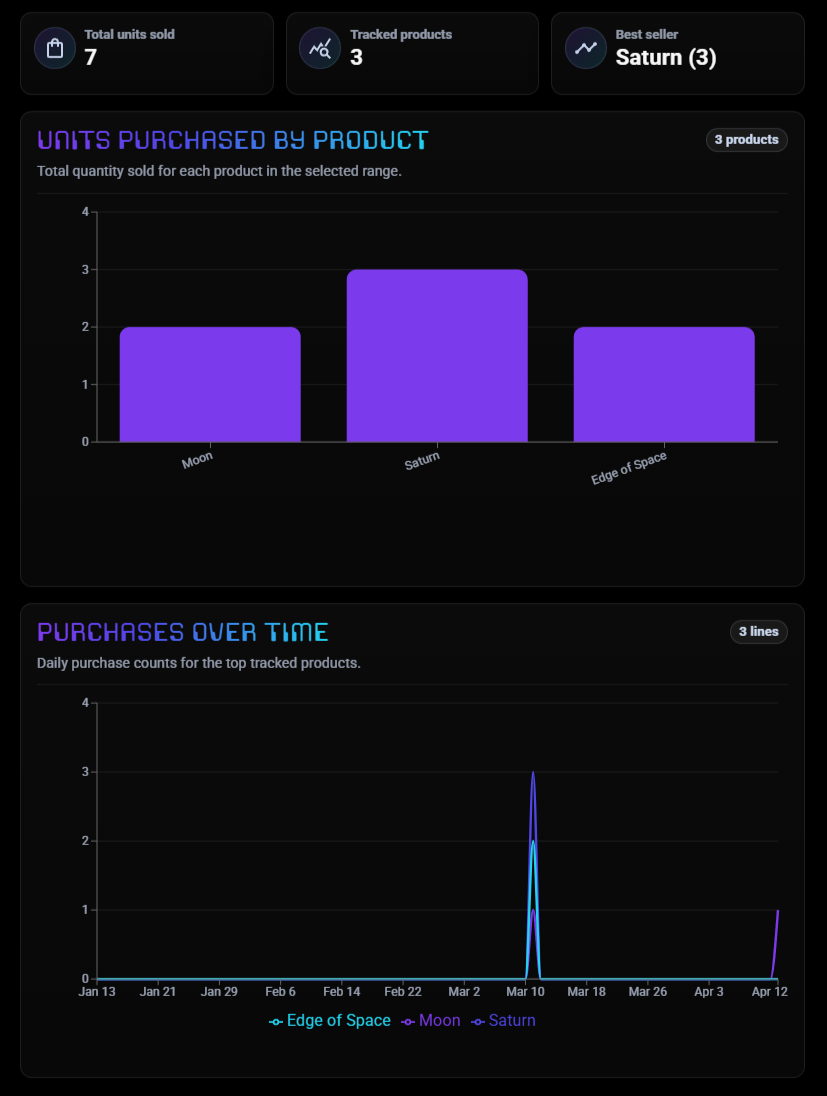 Total units sold
7
Tracked products
3
Best seller
Saturn (3)
UNITS PURCHASED BY PRODUCT
3 products
Total quantity sold for each product in the selected range.
4
3
2
1
0
Moon
Saturn
Edge of Space
PURCHASES OVER TIME
3 lines
Daily purchase counts for the top tracked products.
4
3
2
1
0
Jan 13 Jan 21 Jan 29 Feb 6 Feb 14 Feb 22 Mar 2 Mar 10 Mar 18 Mar 26 Apr 3 Apr 12
Edge of Space Moon Saturn